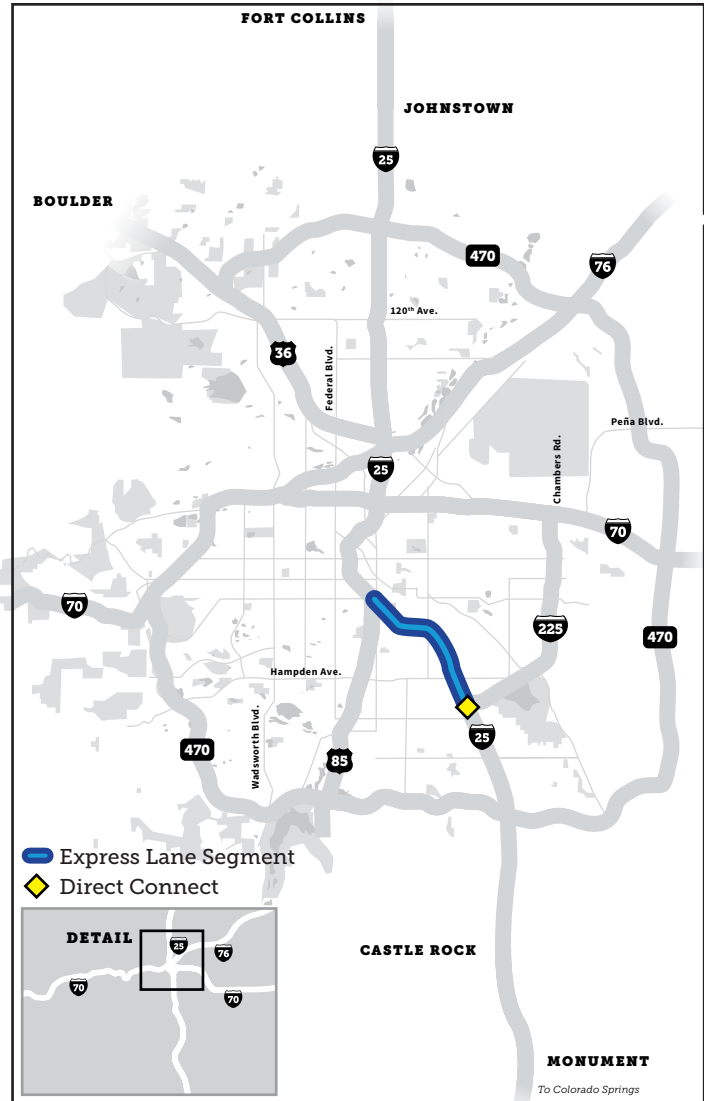 FORT COLLINS
JOHNSTOWN
25
BOULDER
470
76
120th Ave.
36
Federal Blvd.
Peña Blvd.
Chambers Rd.
25
70
70
225
470
Hampden Ave.
Wadsworth Blvd.
25
470
85
Express Lane Segment
Direct Connect
DETAIL
25
76
70
70
CASTLE ROCK
MONUMENT
To Colorado Springs